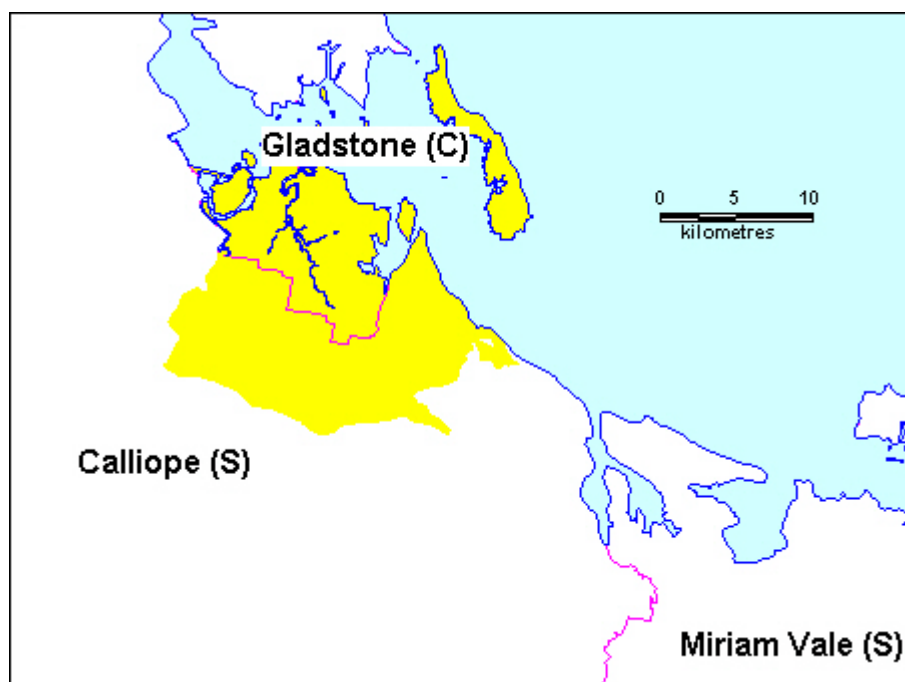 Gladstone (C)
0 5 10
kilometres
Calliope (S)
Miriam Vale (S)